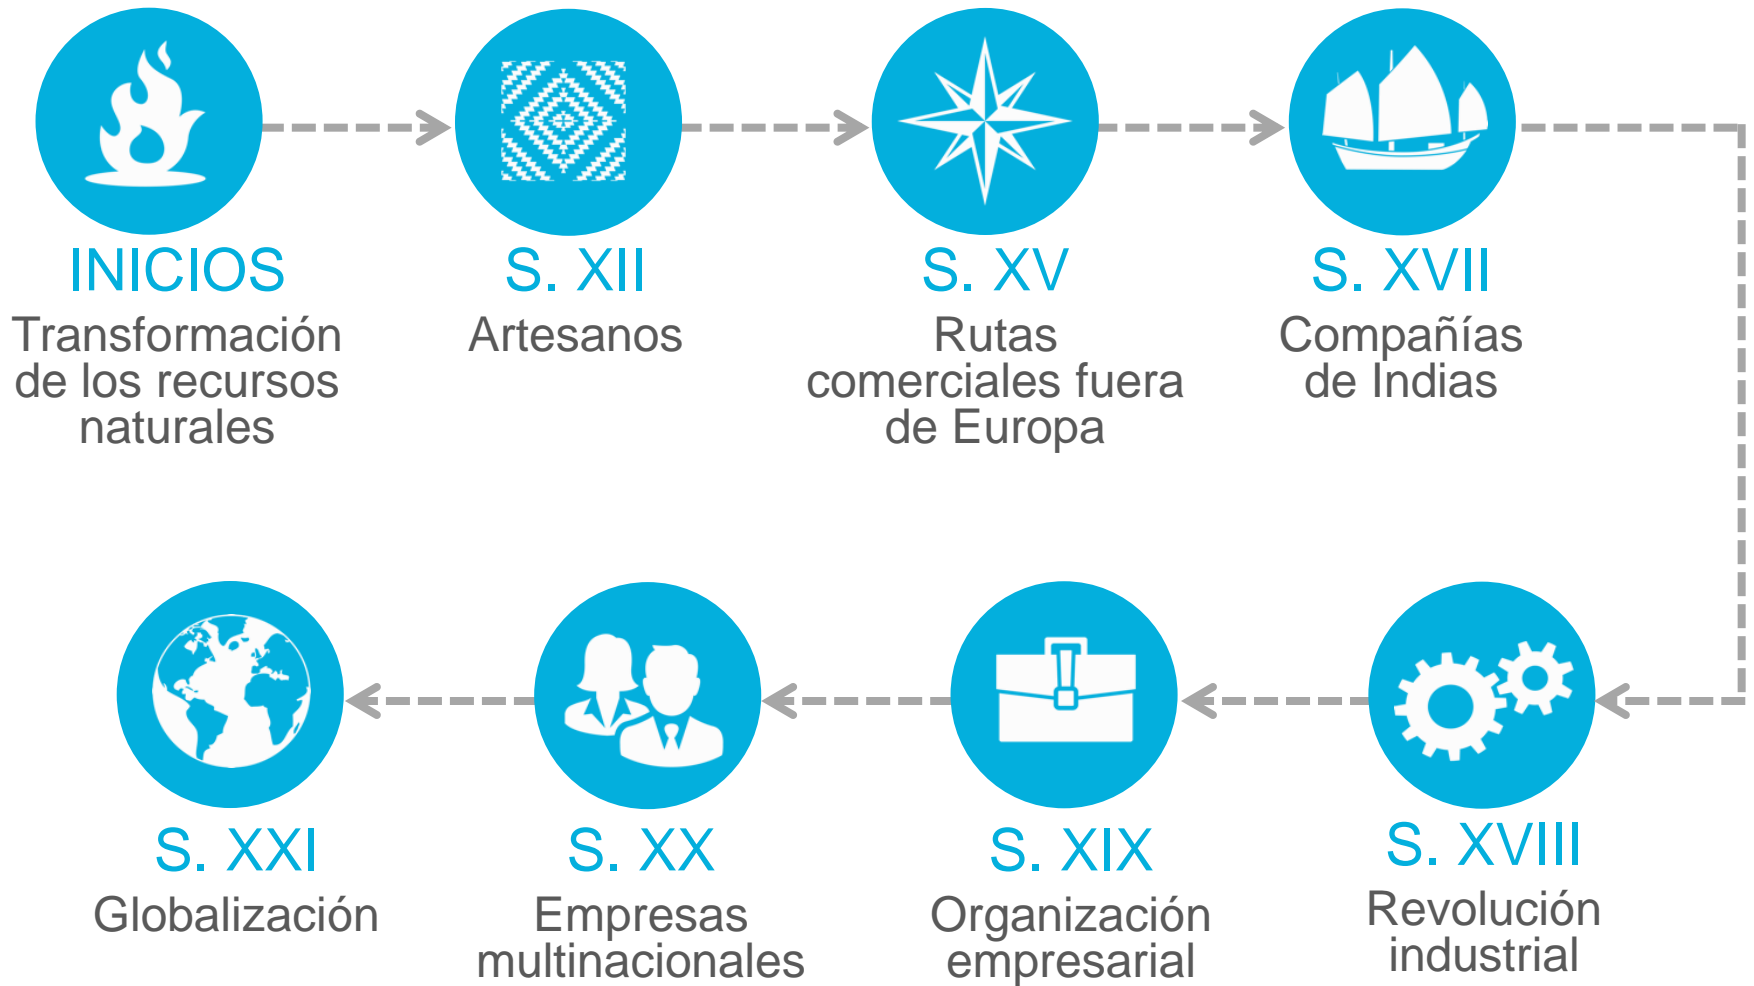 INICIOS
Transformación
de los recursos
naturales
S. XII
Artesanos
S. XV
Rutas
comerciales fuera
de Europa
S. XVII
Compañías
de Indias
S. XVIII
Revolución
industrial
S. XIX
Organización
empresarial
S. XX
Empresas
multinacionales
S. XXI
Globalización